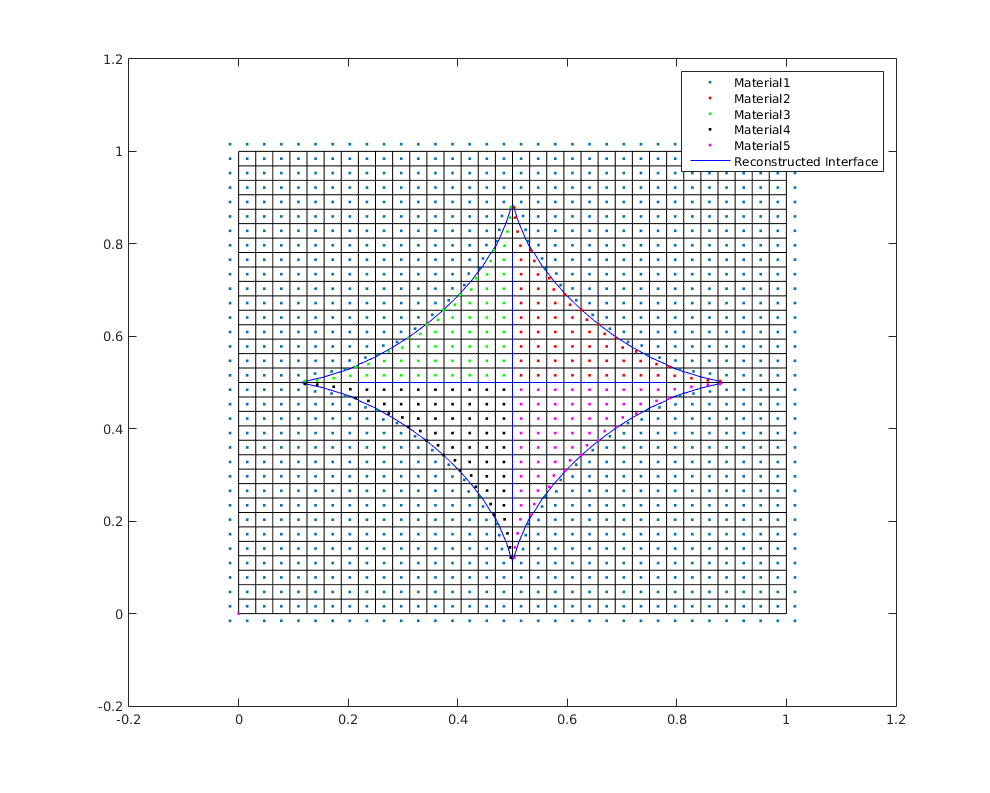 1.2
Material1
Material2
Material3
Material4
Material5
Reconstructed Interface
1
0.8
0.6
0.4
0.2
0
-0.2
-0.2 0 0.2 0.4 0.6 0.8 1 1.2